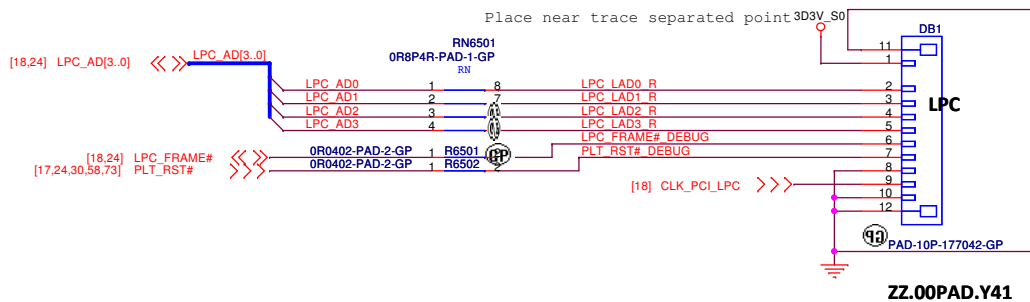 Place near trace separated point
3D3V_S0
DB1
RN6501
0R8P4R-PAD-1-GP
RN
[18,24] LPC_AD[3..0]
LPC_AD[3..0]
11
1
LPC_AD0 1 8 LPC_LAD0_R 2
LPC_AD1 2 7 LPC_LAD1_R 3
LPC
LPC_AD2 3 LPC_LAD2_R 4
LPC_AD3 4 LPC_LAD3_R 5
LPC_FRAME#_DEBUG 6
[18,24] LPC_FRAME# 0R0402-PAD-2-GP 1 R6501 GP PLT_RST#_DEBUG 7
[17,24,30,58,73] PLT_RST# 0R0402-PAD-2-GP 1 R6502 2 8
[18] CLK_PCI_LPC 9
10
12
GP
PAD-10P-177042-GP
ZZ.00PAD.Y41